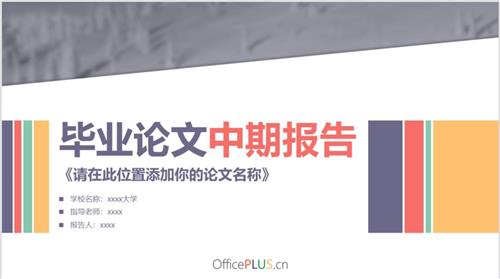 毕业论文中期报告
《请在此位置添加你的论文名称》
学校名称：xxxx大学
指导老师：xxxx
报告人：xxxx
OfficePLUS.cn